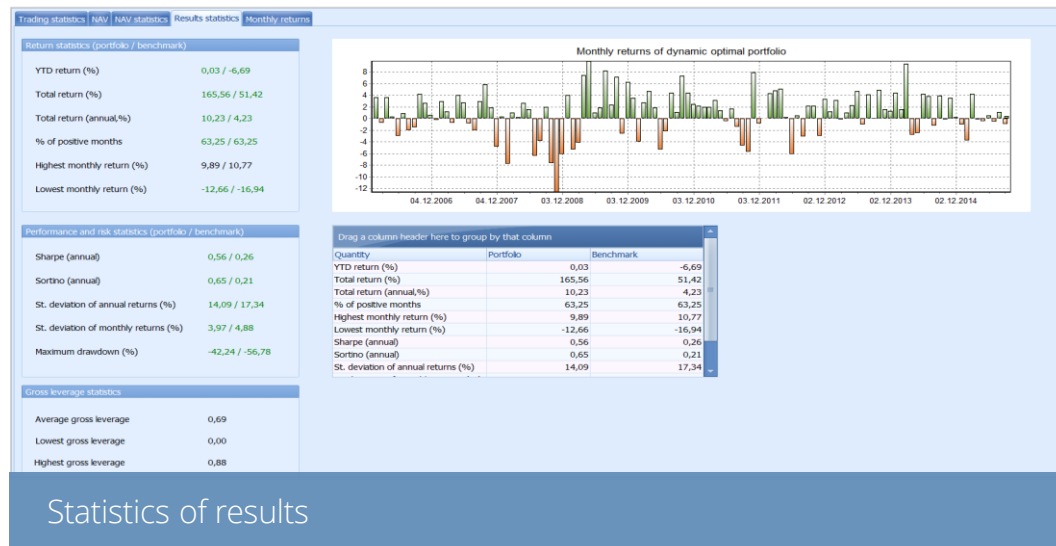 Trading statistics NAV NAV statistics Results statistics Monthly returns
Return statistics (portfolio / benchmark)
YTD return (%) 0,03 / -6,69
Total return (%) 165,56 / 51,42
Total return (annual,%) 10,23 / 4,23
% of positive months 63,25 / 63,25
Highest monthly return (%) 9,89 / 10,77
Lowest monthly return (%) -12,66 / -16,94
Monthly returns of dynamic optimal portfolio
8
6
4
2
0
-2
-4
-6
-8
-10
-12
04.12.2006 04.12.2007 03.12.2008 03.12.2009 03.12.2010 03.12.2011 02.12.2012 02.12.2013 02.12.2014
Performance and risk statistics (portfolio / benchmark)
Sharpe (annual) 0,56 / 0,26
Sortino (annual) 0,65 / 0,21
St. deviation of annual returns (%) 14,09 / 17,34
St. deviation of monthly returns (%) 3,97 / 4,88
Maximum drawdown (%) -42,24 / -56,78
Drag a column header here to group by that column
Quantity Portfolio Benchmark
YTD return (%) 0,03 -6,69
Total return (%) 165,56 51,42
Total return (annual,%) 10,23 4,23
% of positive months 63,25 63,25
Highest monthly return (%) 9,89 10,77
Lowest monthly return (%) -12,66 -16,94
Sharpe (annual) 0,56 0,26
Sortino (annual) 0,65 0,21
St. deviation of annual returns (%) 14,09 17,34
Gross leverage statistics
Average gross leverage 0,69
Lowest gross leverage 0,00
Highest gross leverage 0,88
Statistics of results